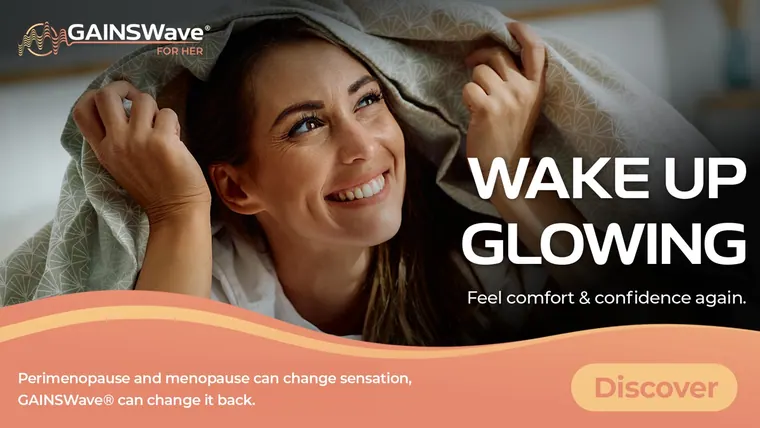 GAINSWave®
FOR HER
WAKE UP
GLOWING
Feel comfort & confidence again.
Perimenopause and menopause can change sensation,
GAINSWave® can change it back.
Discover